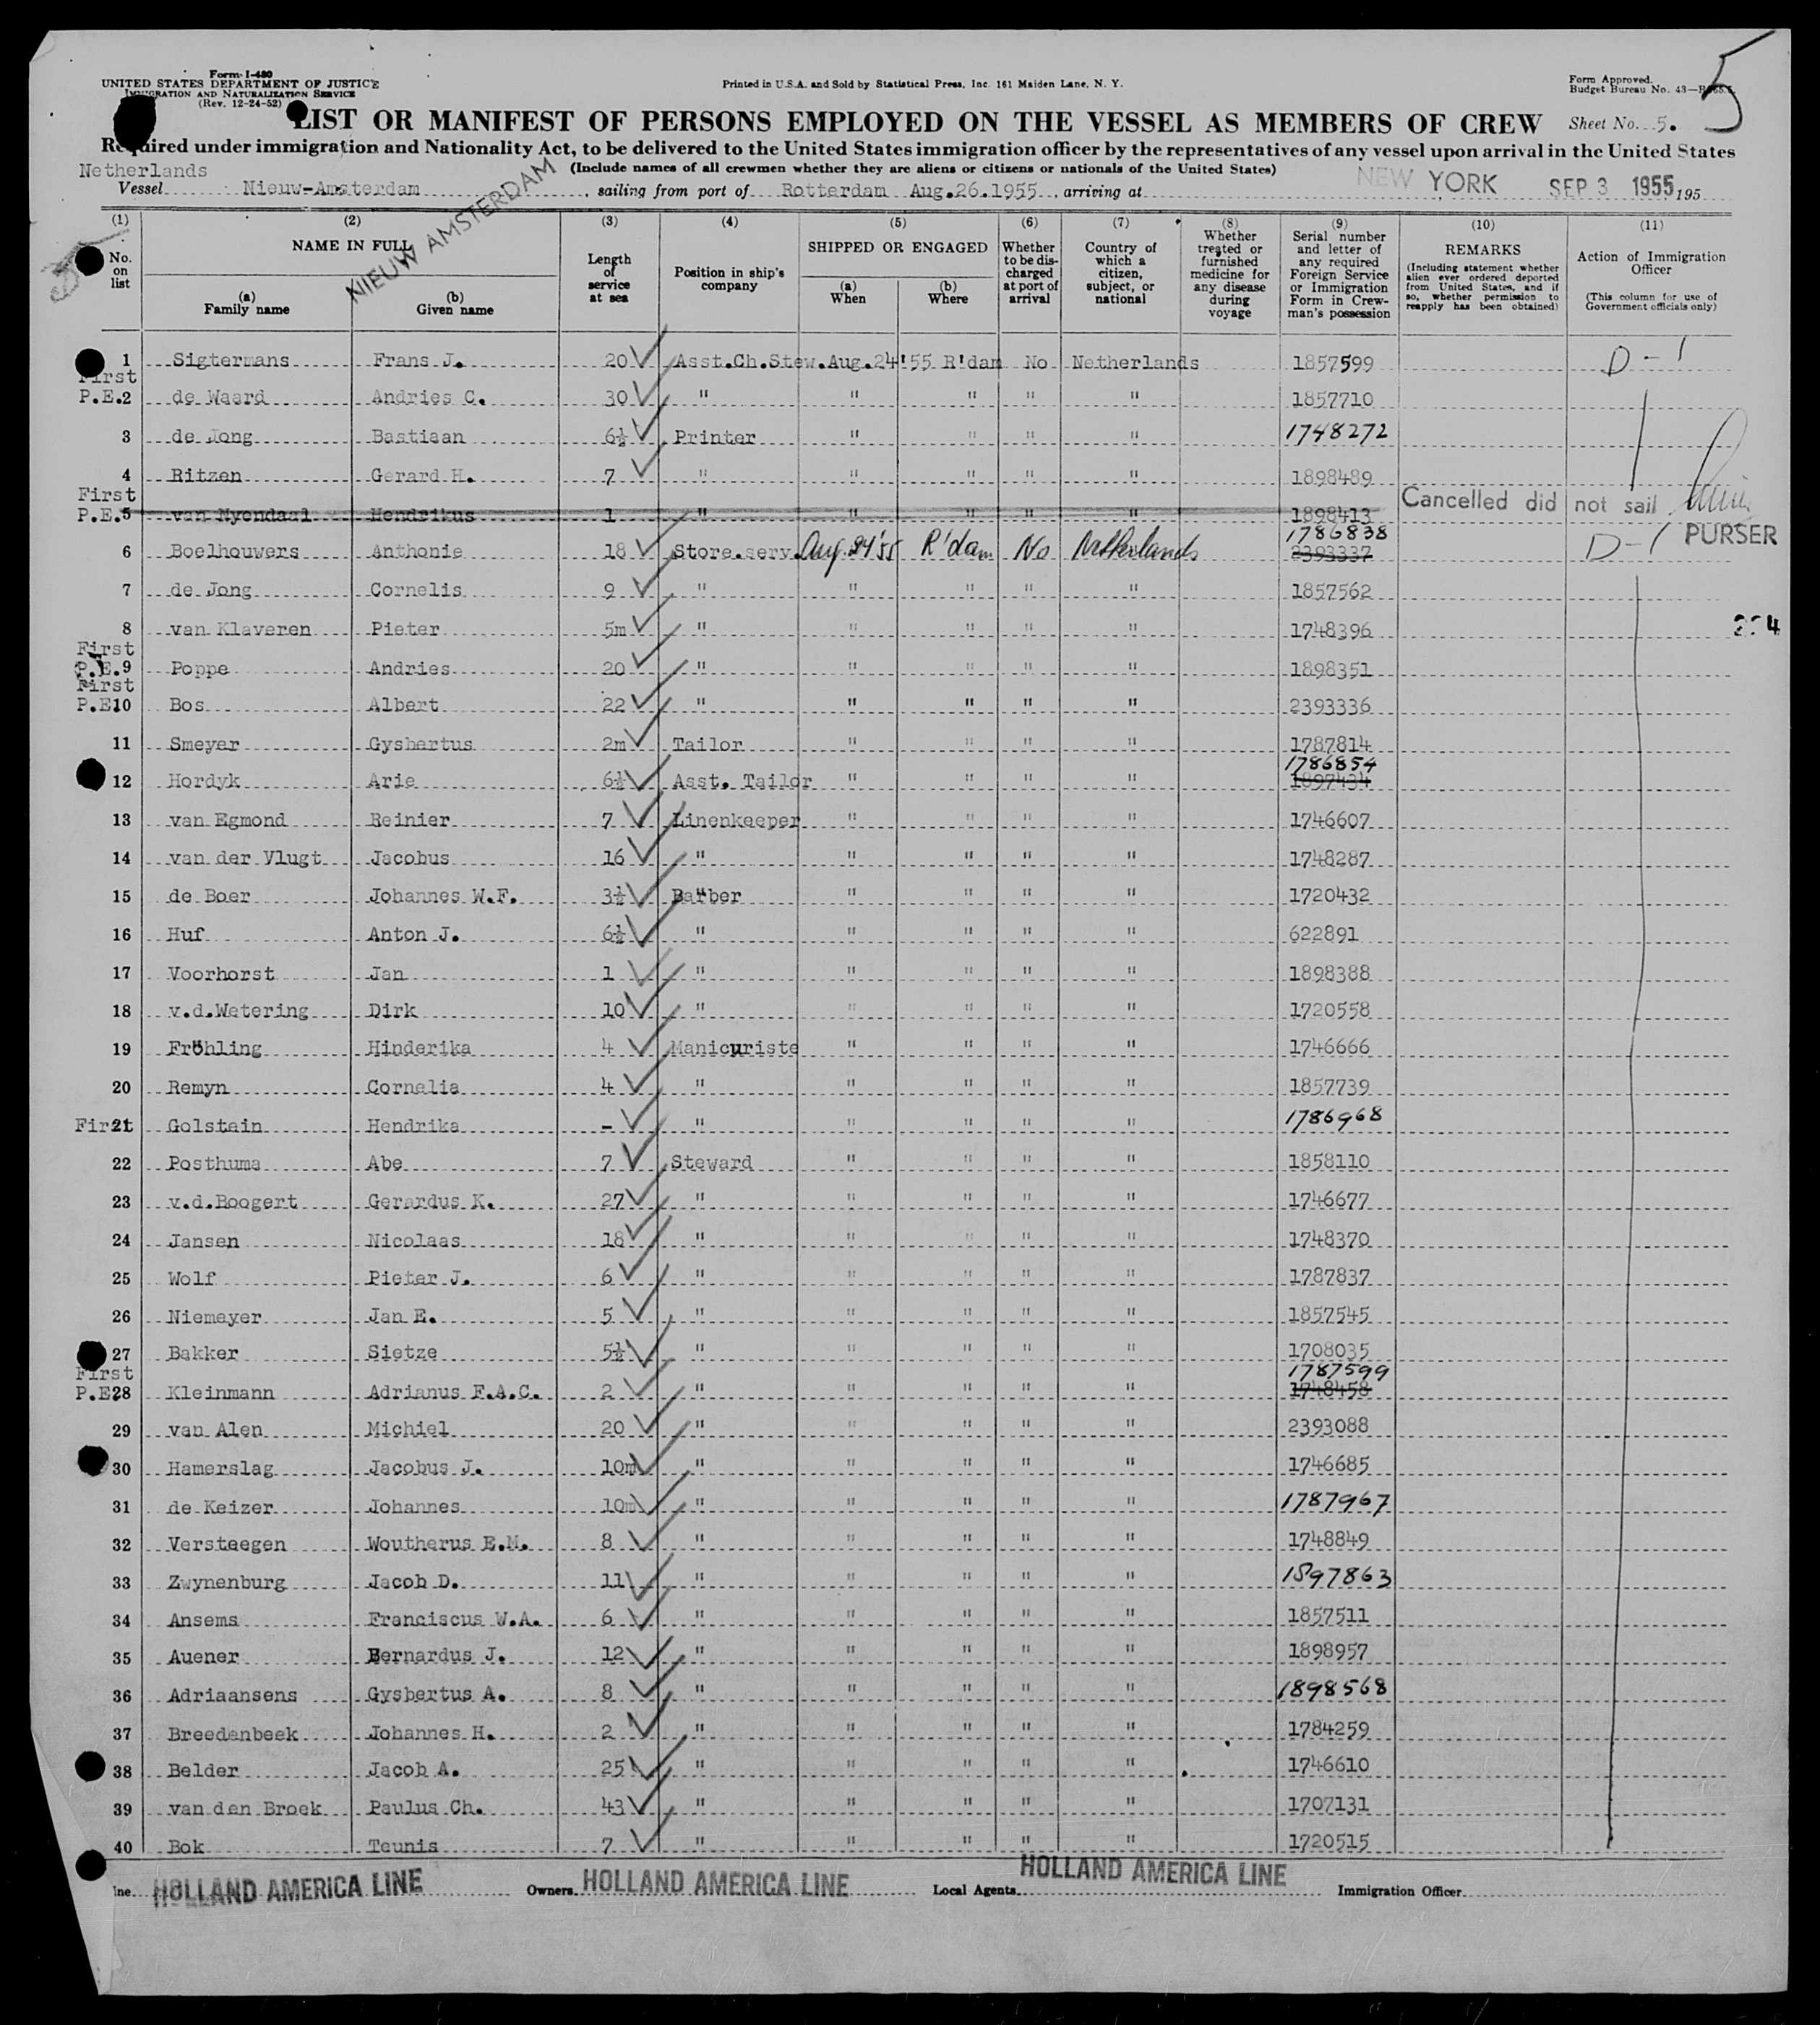 Form I-480
UNITED STATES DEPARTMENT OF JUSTICE
IMMIGRATION AND NATURALIZATION SERVICE
(Rev. 12-24-52)
Printed in U.S.A. and Sold by Statistical Press, Inc. 161 Maiden Lane, N. Y.
Form Approved.
Budget Bureau No. 43—
5
LIST OR MANIFEST OF PERSONS EMPLOYED ON THE VESSEL AS MEMBERS OF CREW Sheet No. 5.
Required under immigration and Nationality Act, to be delivered to the United States immigration officer by the representatives of any vessel upon arrival in the United States
Netherlands (Include names of all crewmen whether they are aliens or citizens or nationals of the United States)
Vessel Nieuw-Amsterdam, sailing from port of Rotterdam Aug.26.1955, arriving at NEW YORK SEP 3 1955, 195
NIEUW AMSTERDAM
(1) (2) (3) (4) (5) (6) (7) (8) (9) (10) (11)
No. on list
NAME IN FULL
(a) Family name
(b) Given name
Length of service at sea
Position in ship's company
SHIPPED OR ENGAGED
(a) When
(b) Where
Whether to be discharged at port of arrival
Country of which a citizen, subject, or national
Whether treated or furnished medicine for any disease during voyage
Serial number and letter of any required Foreign Service or Immigration Form in Crewman's possession
REMARKS
(Including statement whether alien ever ordered deported from United States, and if so, whether permission to reapply has been obtained)
Action of Immigration Officer
(This column for use of Government officials only)
1 Sigtermans Frans J. 20 Asst.Ch.Stew. Aug.24'55 R'dam No Netherlands 1857599 D-1
First
P.E.2 de Waard Andries C. 30 " " " " " 1857710
3 de Jong Bastiaan 6½ Printer " " " " 1748272
4 Ritzen Gerard H. 7 " " " " " 1898489
First
P.E.5 van Nyendaal Hendrikus 1 " " " " " 1898413 Cancelled did not sail
PURSER
1786838
6 Boelhouwers Anthonie 18 Store.serv. Aug.24'55 R'dam No Netherlands 2393337 D-1
7 de Jong Cornelis 9 " " " " " 1857562
8 van Klaveren Pieter 5m " " " " " 1748396
First
P.E.9 Poppe Andries 20 " " " " " 1898351
First
P.E.10 Bos Albert 22 " " " " " 2393336
11 Smeyer Gysbertus 2m Tailor " " " " 1787814
1786854
12 Hordyk Arie 6½ Asst. Tailor " " " " 1897434
13 van Egmond Reinier 7 Linenkeeper " " " " 1746607
14 van der Vlugt Jacobus 16 " " " " " 1748287
15 de Boer Johannes W.F. 3½ Barber " " " " 1720432
16 Huf Anton J. 6½ " " " " " 622891
17 Voorhorst Jan 1 " " " " " 1898388
18 v.d.Watering Dirk 10 " " " " " 1720558
19 Fröhling Hinderika 4 Manicuriste " " " " 1746666
20 Remyn Cornelia 4 " " " " " 1857739
First 21 Golstain Hendrika - " " " " " 1786968
22 Posthuma Abe 7 Steward " " " " 1858110
23 v.d.Boogert Gerardus K. 27 " " " " " 1746677
24 Jansen Nicolaas 18 " " " " " 1748370
25 Wolf Pieter J. 6 " " " " " 1787837
26 Niemeyer Jan E. 5 " " " " " 1857545
27 Bakker Sietze 5½ " " " " " 1708035
First 1787599
P.E.28 Kleinmann Adrianus F.A.C. 2 " " " " " 1748458
29 van Alen Michiel 20 " " " " " 2393088
30 Hamerslag Jacobus J. 10m " " " " " 1746685
31 de Keizer Johannes 10m " " " " " 1787967
32 Versteegen Woutherus E.M. 8 " " " " " 1748849
33 Zwynenburg Jacob D. 11 " " " " " 1897863
34 Ansems Franciscus W.A. 6 " " " " " 1857511
35 Auener Bernardus J. 12 " " " " " 1898957
36 Adriaansens Gysbertus A. 8 " " " " " 1898568
37 Breedenbeek Johannes H. 2 " " " " " 1784259
38 Belder Jacob A. 25 " " " " " 1746610
39 van den Broek Paulus Ch. 43 " " " " " 1707131
40 Bok Teunis 7 " " " " " 1720515
ine HOLLAND AMERICA LINE Owners HOLLAND AMERICA LINE Local Agents HOLLAND AMERICA LINE Immigration Officer